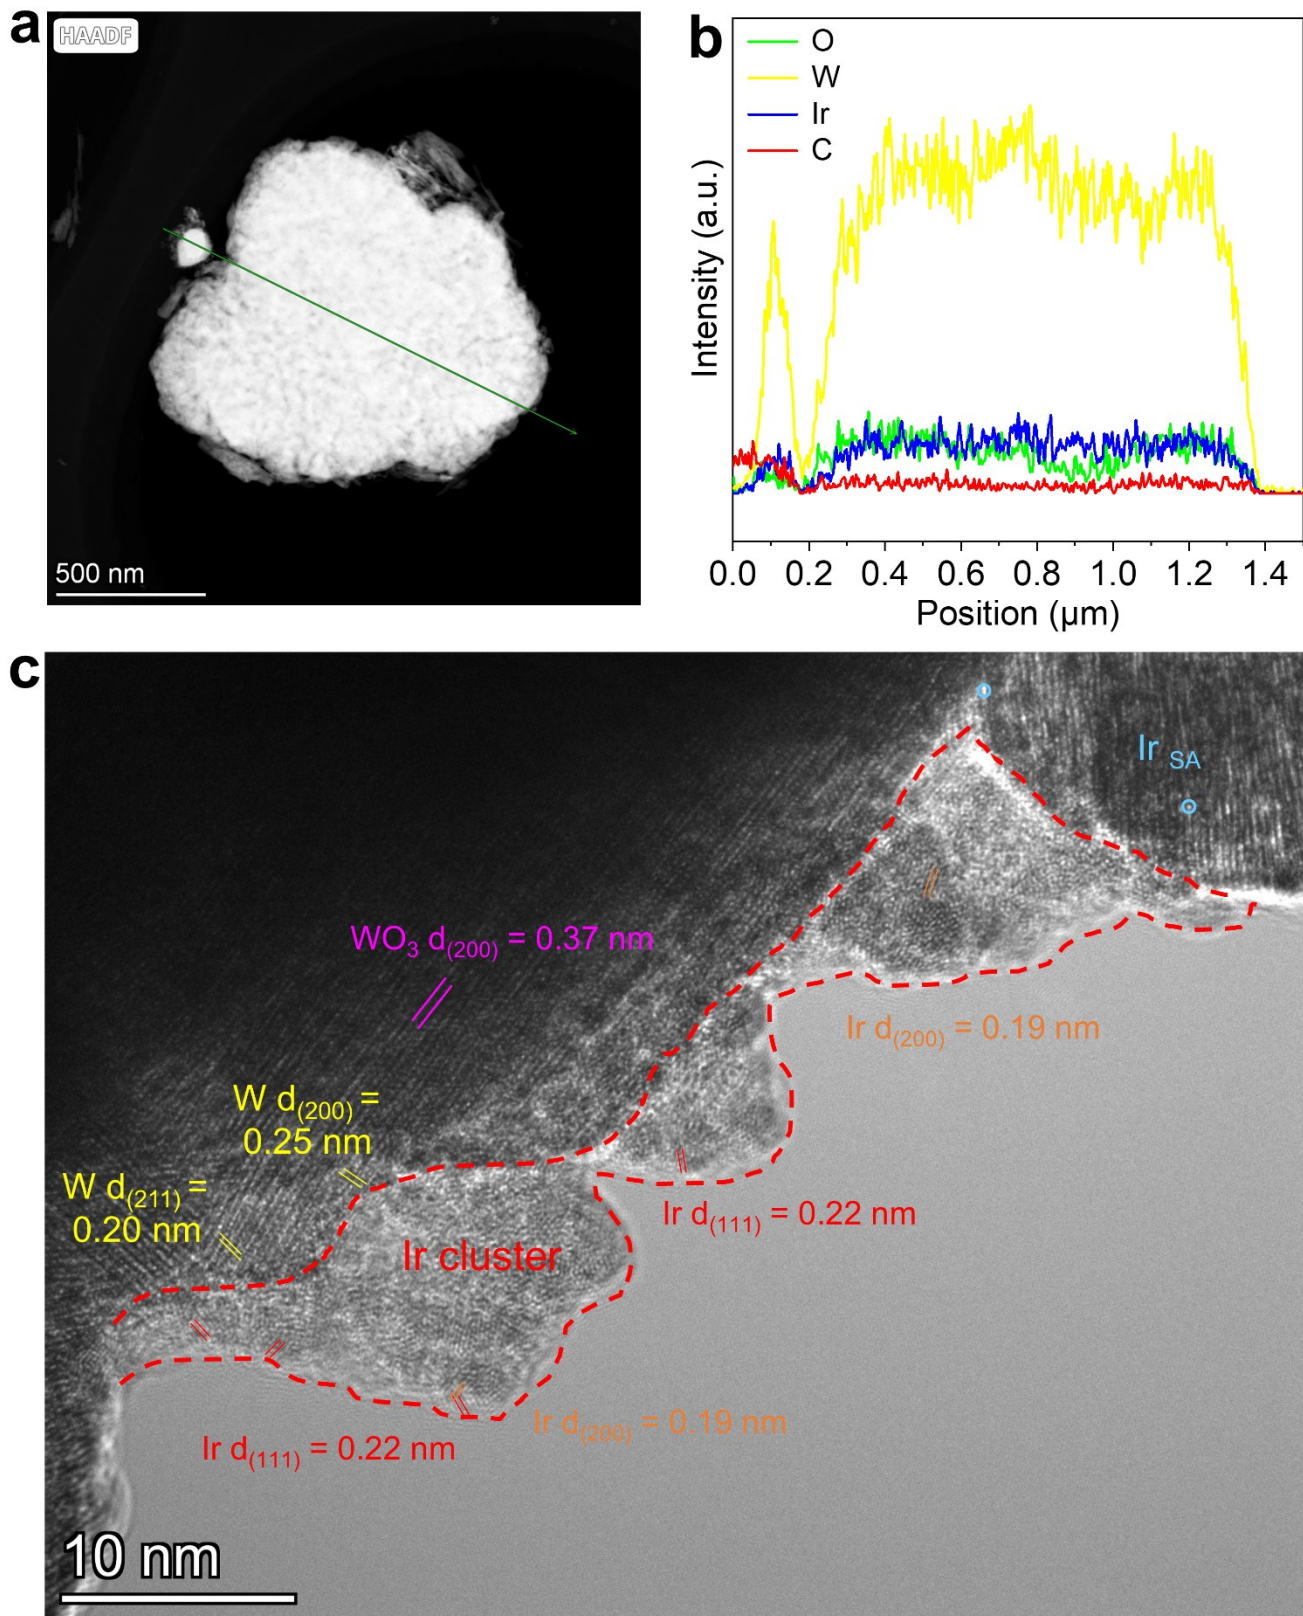 a
HAADF
500 nm
b
O
W
Ir
C
Intensity (a.u.)
0.0 0.2 0.4 0.6 0.8 1.0 1.2 1.4
Position (μm)
c
Ir SA
WO3 d(200) = 0.37 nm
Ir d(200) = 0.19 nm
W d(200) =
0.25 nm
W d(211) =
0.20 nm
Ir d(111) = 0.22 nm
Ir cluster
Ir d(200) = 0.19 nm
Ir d(111) = 0.22 nm
10 nm